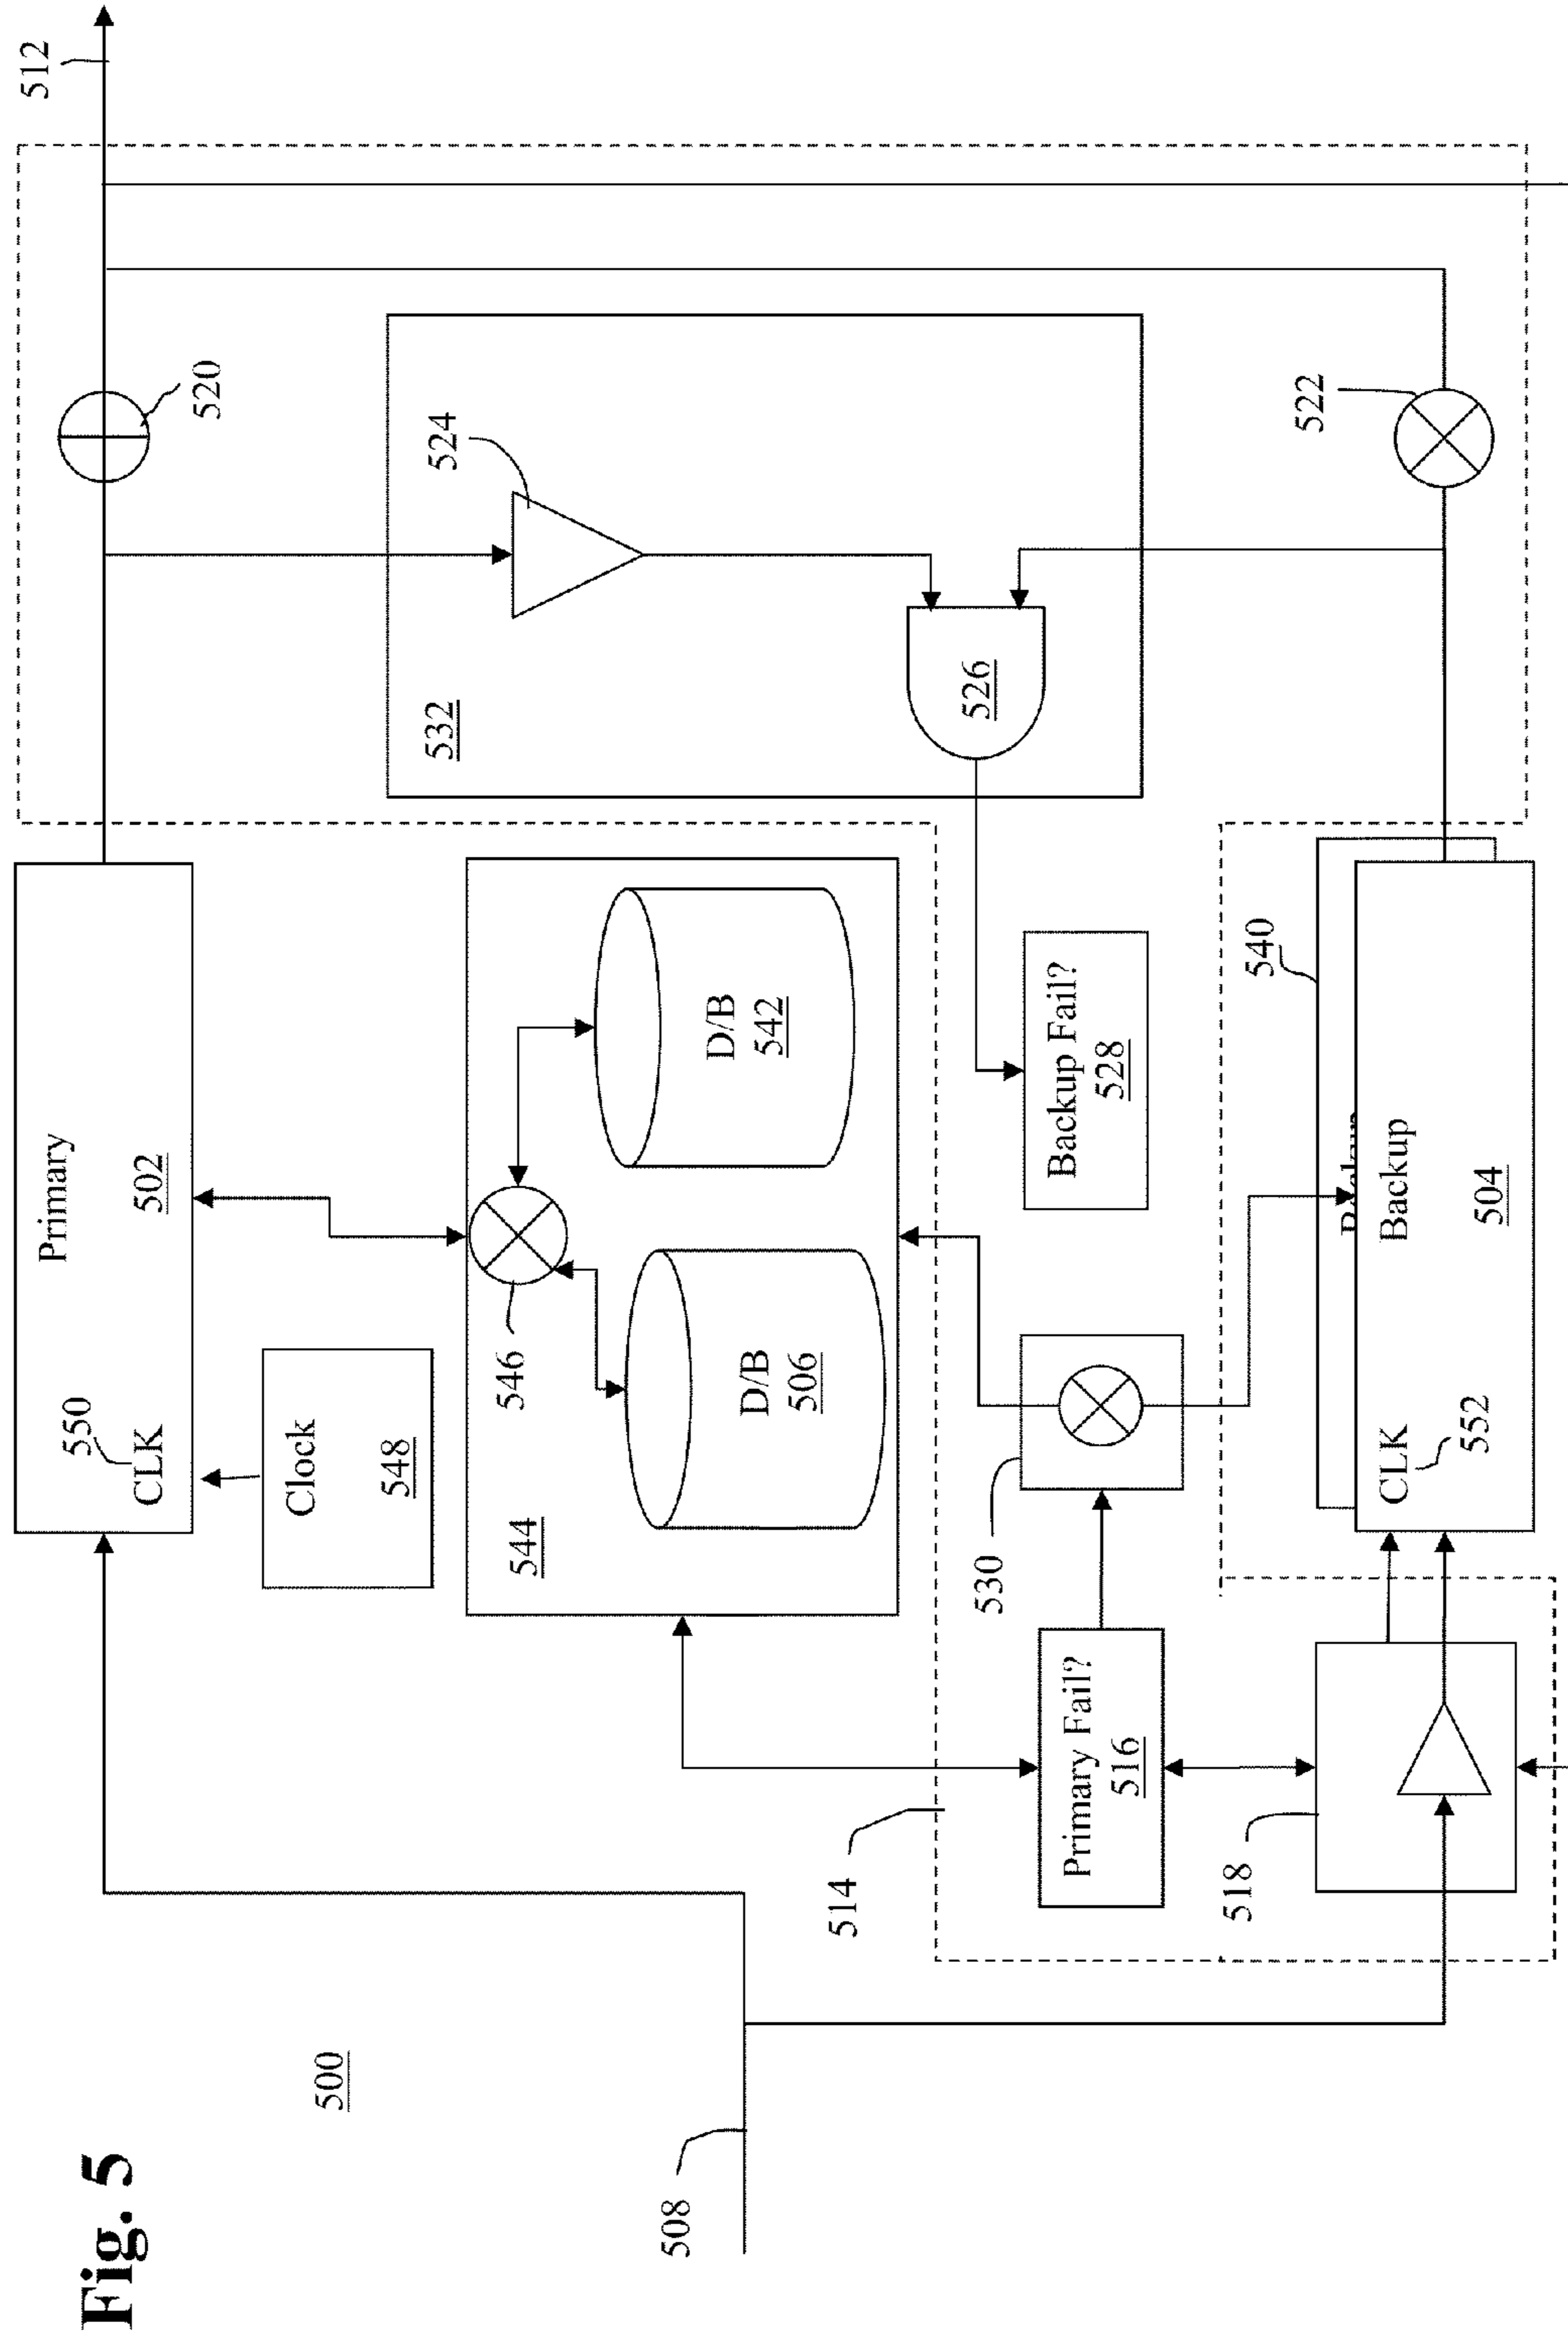 Fig. 5
500
508
512
Primary
502
550
CLK
Clock
548
520
544
546
D/B
506
D/B
542
532
524
526
514
Primary Fail?
516
530
Backup Fail?
528
518
540
522
Backup
504
CLK
552